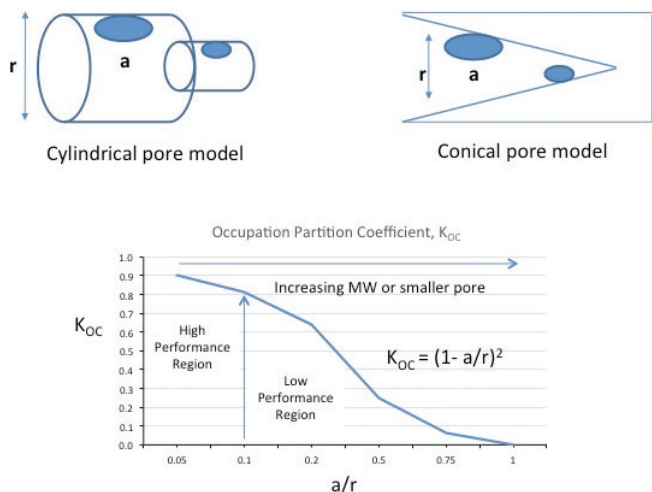 r
a
Cylindrical pore model
r
a
Conical pore model
Occupation Partition Coefficient, KOC
1.0
0.9
0.8
0.7
0.6
0.5
0.4
0.3
0.2
0.1
0.0
KOC
Increasing MW or smaller pore
High
Performance
Region
Low
Performance
Region
KOC = (1- a/r)2
0.05 0.1 0.2 0.5 0.75 1
a/r